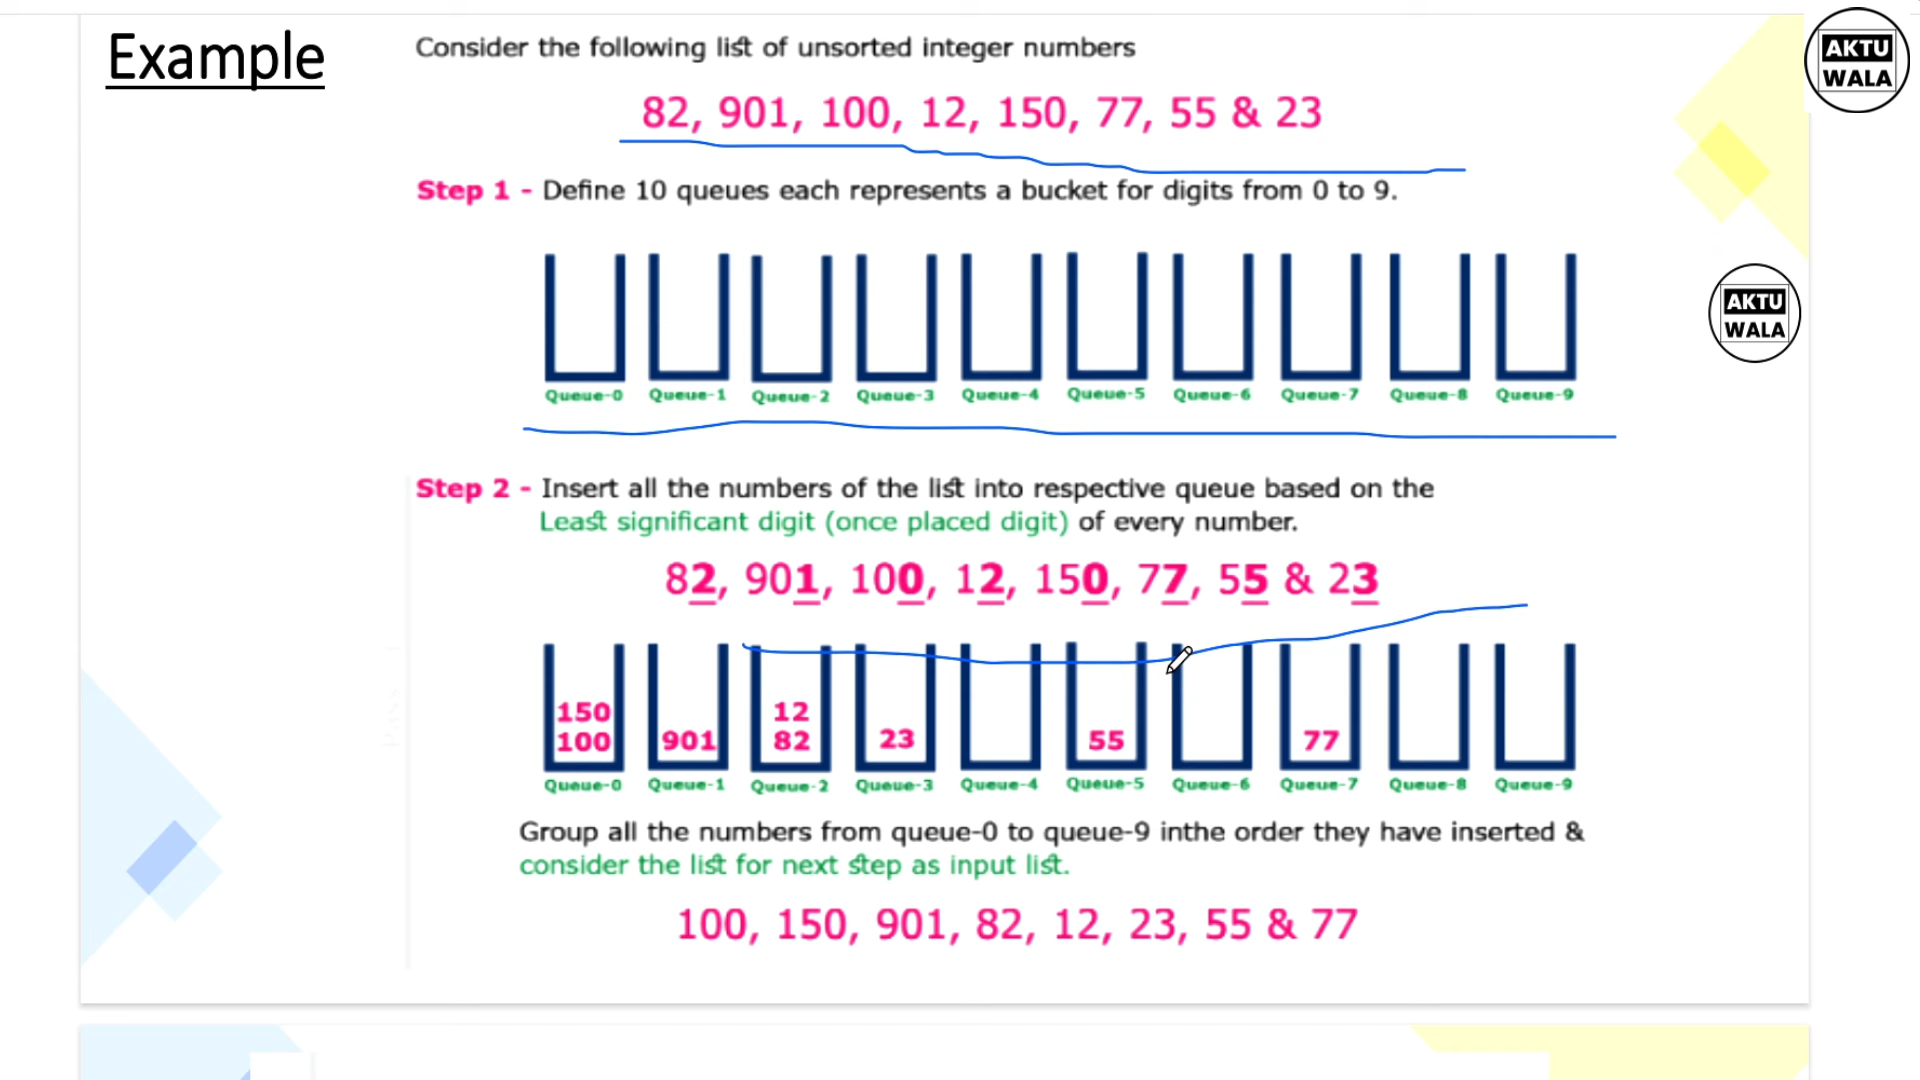 Example
Consider the following list of unsorted integer numbers
AKTU
WALA
82, 901, 100, 12, 150, 77, 55 & 23
Step 1 - Define 10 queues each represents a bucket for digits from 0 to 9.
Queue-0 Queue-1 Queue-2 Queue-3 Queue-4 Queue-5 Queue-6 Queue-7 Queue-8 Queue-9
AKTU
WALA
Step 2 - Insert all the numbers of the list into respective queue based on the
Least significant digit (once placed digit) of every number.
82, 901, 100, 12, 150, 77, 55 & 23
150 12
100 901 82 23 55 77
Queue-0 Queue-1 Queue-2 Queue-3 Queue-4 Queue-5 Queue-6 Queue-7 Queue-8 Queue-9
Group all the numbers from queue-0 to queue-9 inthe order they have inserted &
consider the list for next step as input list.
100, 150, 901, 82, 12, 23, 55 & 77